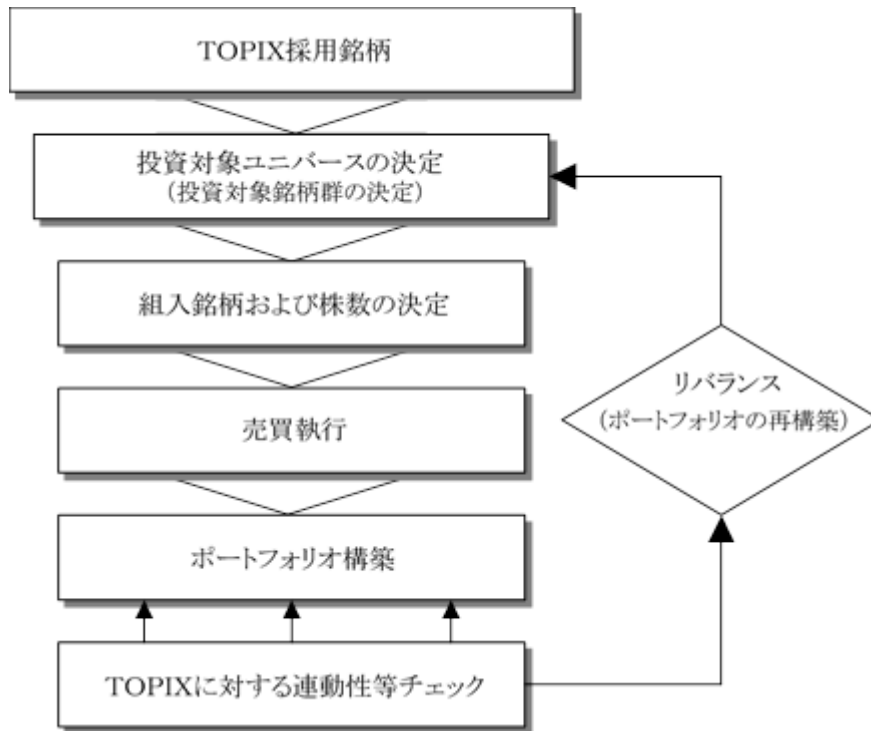 TOPIX採用銘柄
投資対象ユニバースの決定
（投資対象銘柄群の決定）
組入銘柄および株数の決定
売買執行
ポートフォリオ構築
TOPIXに対する連動性等チェック
リバランス
（ポートフォリオの再構築）